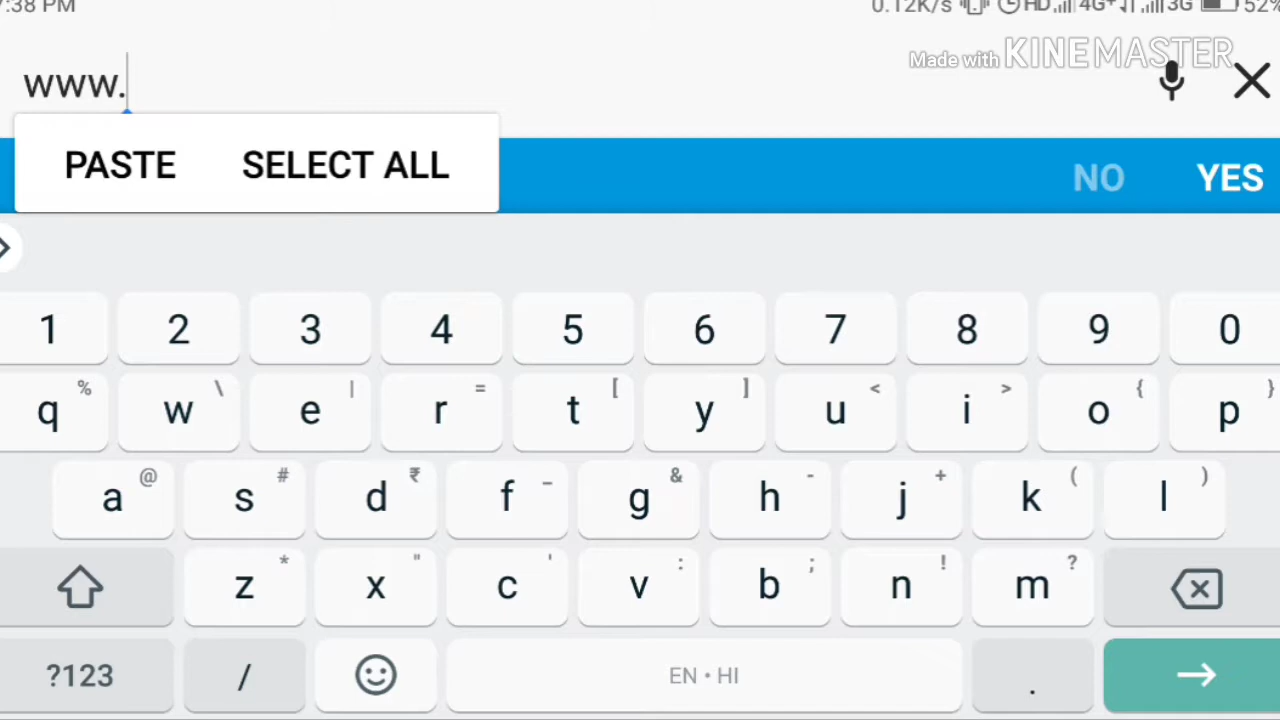 7:38 PM 0.12K/s HD 4G+ 3G 52%
Made with KINEMASTER
www.
PASTE SELECT ALL
NO YES
1 2 3 4 5 6 7 8 9 0
% \ | = [ ] < > { }
q w e r t y u i o p
@ # ₹ _ & - + ( )
a s d f g h j k l
* " ' : ; ! ?
z x c v b n m
?123 / EN • HI .